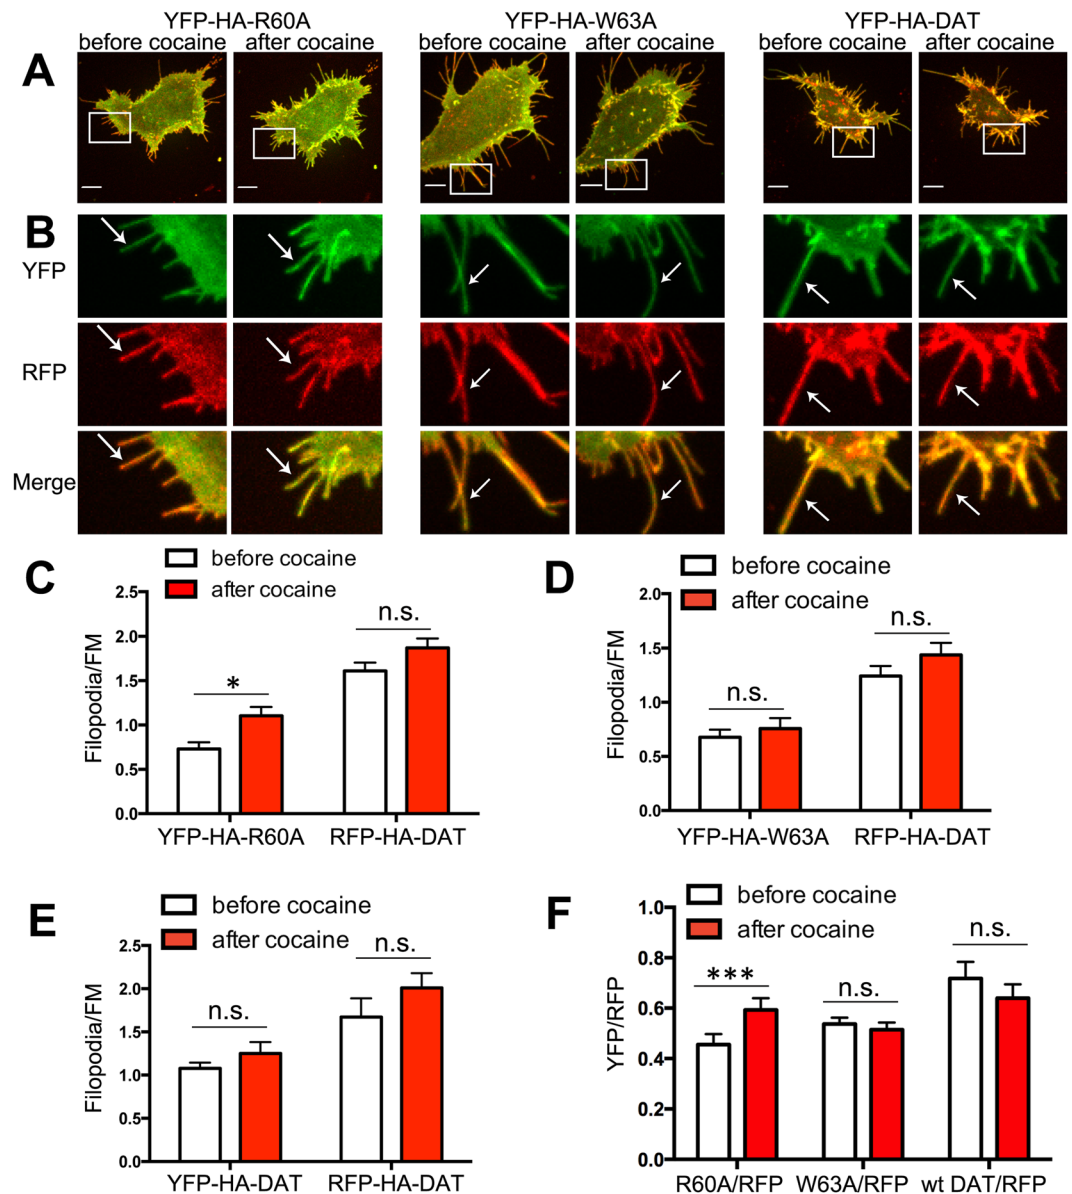 YFP-HA-R60A YFP-HA-W63A YFP-HA-DAT
before cocaine after cocaine before cocaine after cocaine before cocaine after cocaine
A
B
YFP
RFP
Merge
C
before cocaine
after cocaine
Filopodia/FM
2.5
2.0
1.5
1.0
0.5
0.0
*
n.s.
YFP-HA-R60A RFP-HA-DAT
D
before cocaine
after cocaine
Filopodia/FM
2.0
1.5
1.0
0.5
0.0
n.s.
n.s.
YFP-HA-W63A RFP-HA-DAT
E
before cocaine
after cocaine
Filopodia/FM
2.5
2.0
1.5
1.0
0.5
0.0
n.s.
n.s.
YFP-HA-DAT RFP-HA-DAT
F
before cocaine
after cocaine
YFP/RFP
1.0
0.8
0.6
0.4
0.2
0.0
***
n.s.
n.s.
R60A/RFP W63A/RFP wt DAT/RFP